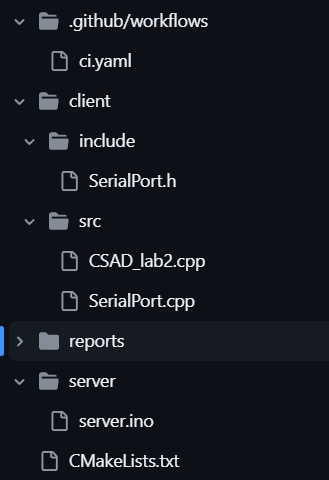 .github/workflows
ci.yaml
client
include
SerialPort.h
src
CSAD_lab2.cpp
SerialPort.cpp
reports
server
server.ino
CMakeLists.txt